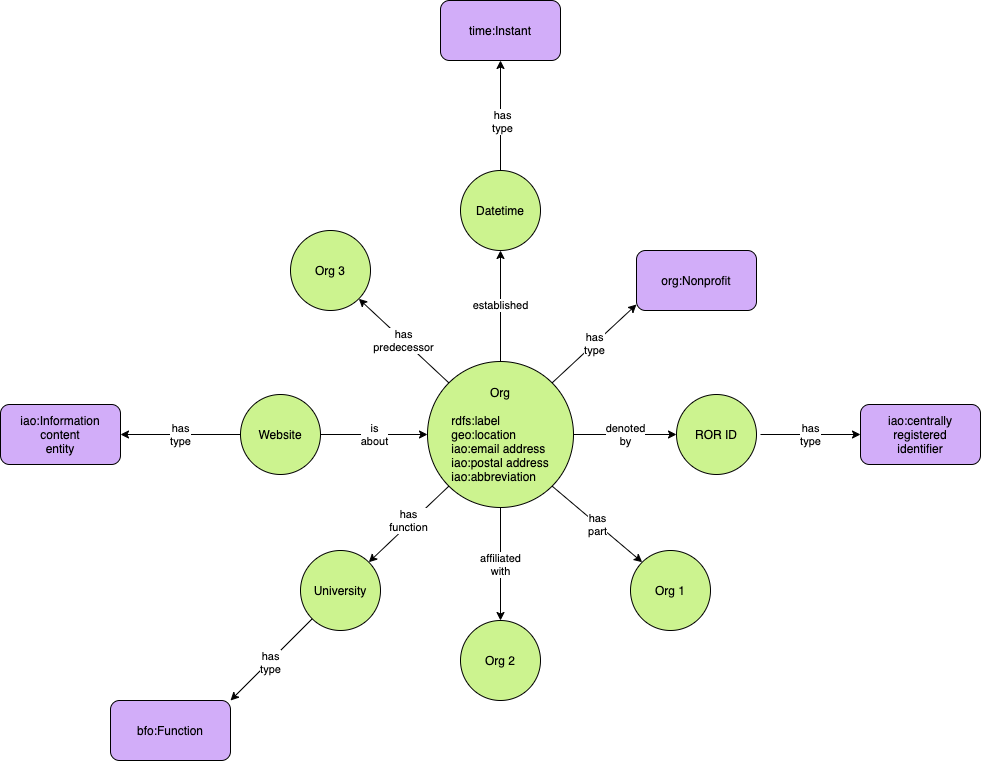 time:Instant
has
type
Datetime
Org 3
org:Nonprofit
established
has
predecessor
has
type
Org
rdfs:label
geo:location
iao:email address
iao:postal address
iao:abbreviation
iao:Information
content
entity
has
type
Website
is
about
denoted
by
ROR ID
has
type
iao:centrally
registered
identifier
has
function
has
part
affiliated
with
University
Org 1
Org 2
has
type
bfo:Function